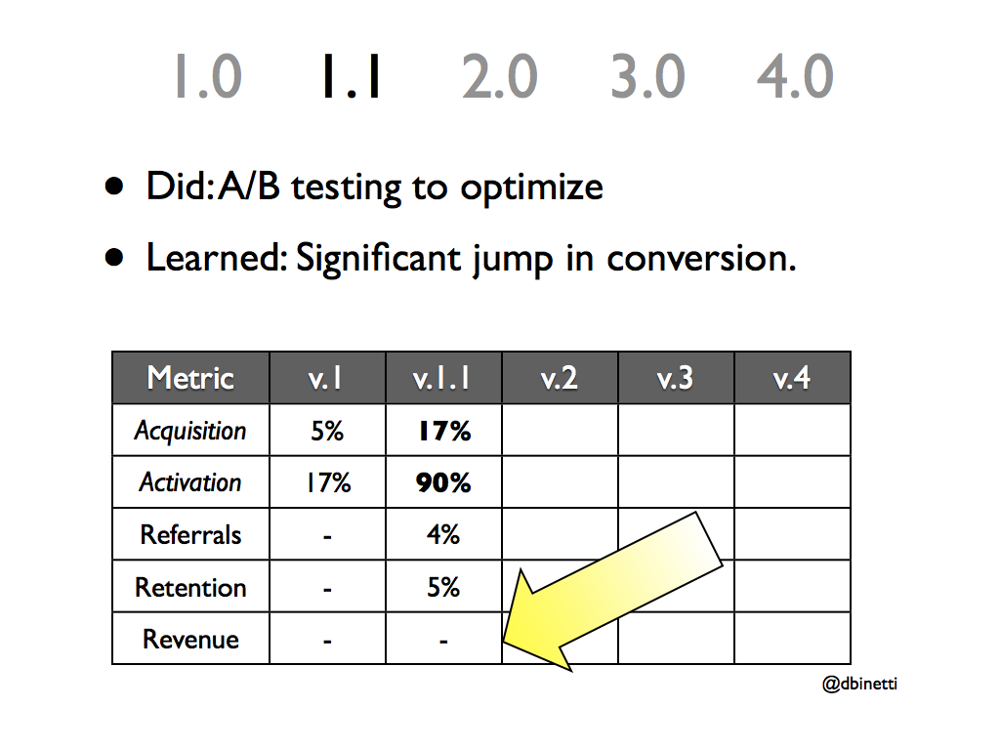 1.0 1.1 2.0 3.0 4.0
• Did: A/B testing to optimize
• Learned: Significant jump in conversion.
Metric v.1 v.1.1 v.2 v.3 v.4
Acquisition 5% 17%
Activation 17% 90%
Referrals - 4%
Retention - 5%
Revenue - -
@dbinetti